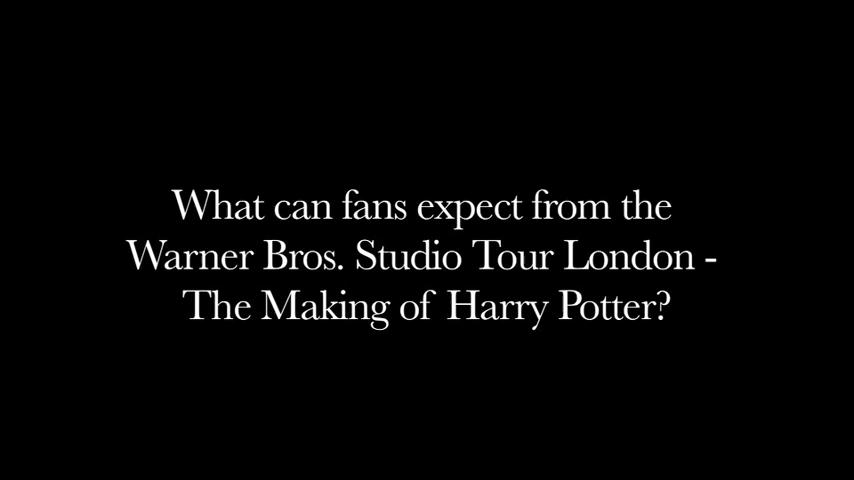 What can fans expect from the
Warner Bros. Studio Tour London -
The Making of Harry Potter?